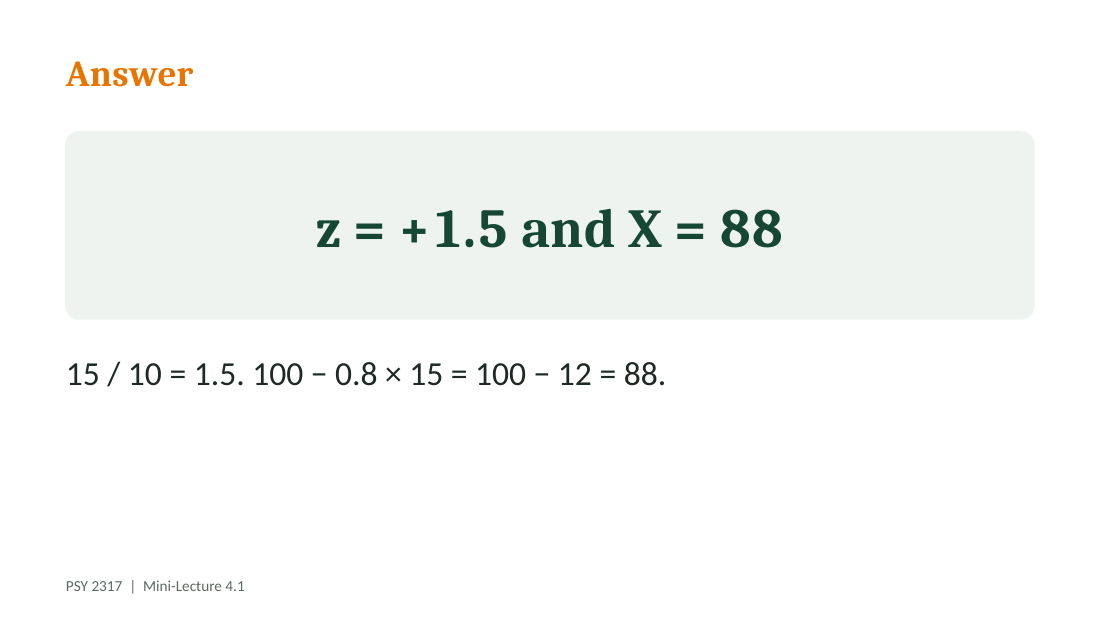 Answer
z = +1.5 and X = 88
15 / 10 = 1.5. 100 − 0.8 × 15 = 100 − 12 = 88.
PSY 2317 | Mini-Lecture 4.1